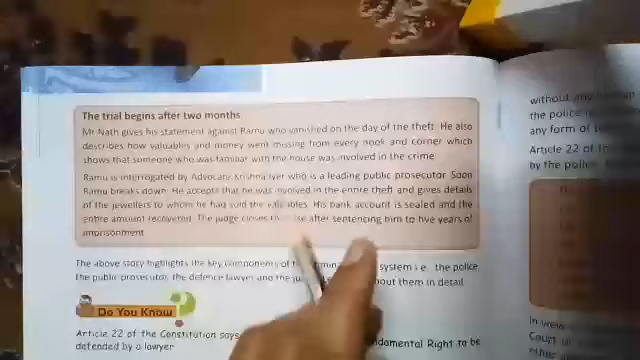 The trial begins after two months
Mr Nath gives his statement against Ramu who vanished on the day of the theft. He also
describes how valuables and money went missing from every nook and corner which
shows that someone who was familiar with the house was involved in the crime
Ramu is interrogated by Advocate Krishna Iyer who is a leading public prosecutor Soon
Ramu breaks down. He accepts that he was involved in the entire theft and gives details
of the jewellers to whom he had sold the valuables. His bank account is sealed and the
entire amount recovered. The judge closes after sentencing him to five years of
imprisonment
The above story highlights the key components of system i.e. the police
the public prosecutor, the defence lawyer and the them in detail
Do You Know
Article 22 of the Constitution says Right to be
defended by a lawyer
without any
the police
any form of
Article 22 of
by the police
In view
Court